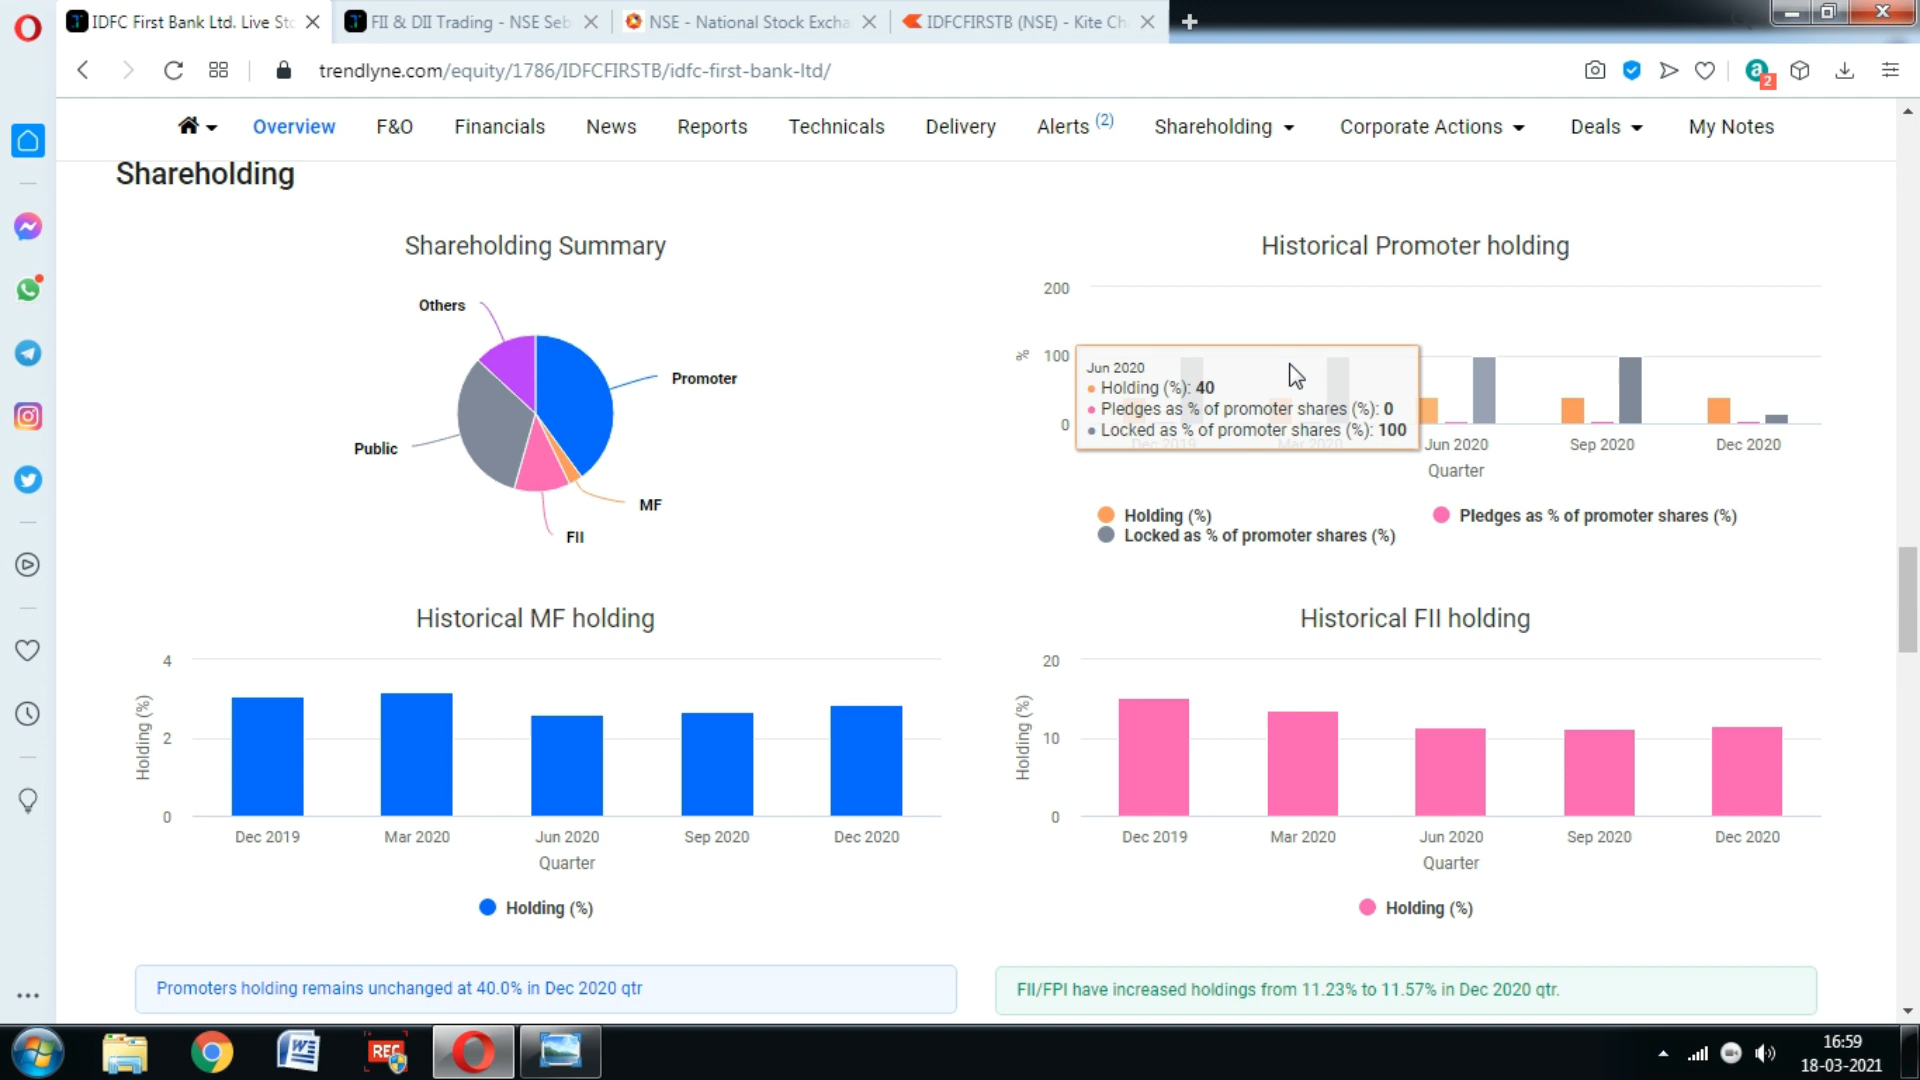 IDFC First Bank Ltd. Live Sto
FII & DII Trading - NSE Seb
NSE - National Stock Excha
IDFCFIRSTB (NSE) - Kite Ch
trendlyne.com/equity/1786/IDFCFIRSTB/idfc-first-bank-ltd/
a
2
Overview
F&O
Financials
News
Reports
Technicals
Delivery
Alerts (2)
Shareholding
Corporate Actions
Deals
My Notes
Shareholding
Shareholding Summary
Others
Promoter
Public
MF
FII
Historical Promoter holding
200
%
100
0
Jun 2020
Holding (%): 40
Pledges as % of promoter shares (%): 0
Locked as % of promoter shares (%): 100
Dec 2019
Mar 2020
Jun 2020
Sep 2020
Dec 2020
Quarter
Holding (%)
Pledges as % of promoter shares (%)
Locked as % of promoter shares (%)
Historical MF holding
4
2
0
Holding (%)
Dec 2019
Mar 2020
Jun 2020
Sep 2020
Dec 2020
Quarter
Holding (%)
Historical FII holding
20
10
0
Holding (%)
Dec 2019
Mar 2020
Jun 2020
Sep 2020
Dec 2020
Quarter
Holding (%)
Promoters holding remains unchanged at 40.0% in Dec 2020 qtr
FII/FPI have increased holdings from 11.23% to 11.57% in Dec 2020 qtr.
REC
16:59
18-03-2021